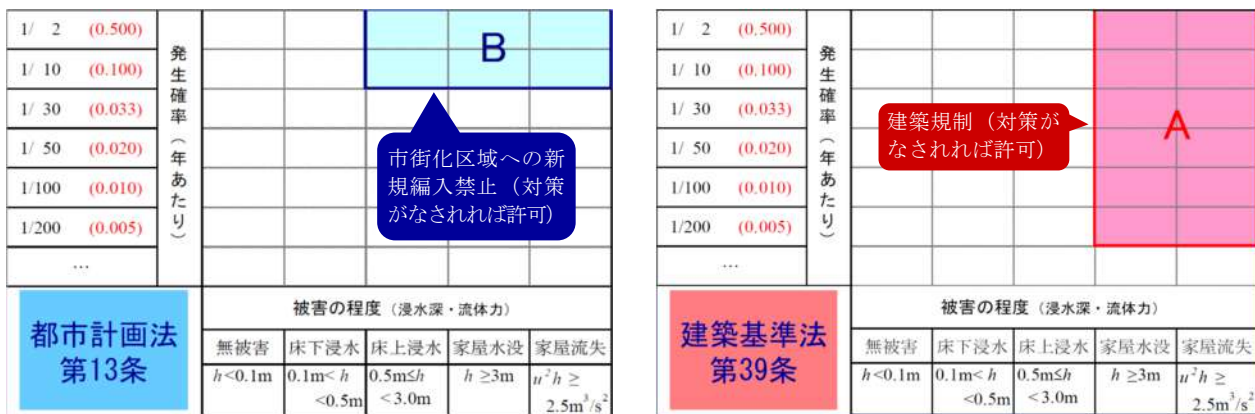 1/ 2 (0.500)
1/ 10 (0.100)
1/ 30 (0.033)
1/ 50 (0.020)
1/100 (0.010)
1/200 (0.005)
…
発生確率(年あたり)
B
市街化区域への新
規編入禁止(対策
がなされれば許可)
都市計画法
第13条
被害の程度(浸水深・流体力)
無被害 床下浸水 床上浸水 家屋水没 家屋流失
h<0.1m 0.1m< h 0.5m≤h h ≥3m u²h ≥
<0.5m <3.0m 2.5m³/s²
1/ 2 (0.500)
1/ 10 (0.100)
1/ 30 (0.033)
1/ 50 (0.020)
1/100 (0.010)
1/200 (0.005)
…
発生確率(年あたり)
A
建築規制(対策が
なされれば許可)
建築基準法
第39条
被害の程度(浸水深・流体力)
無被害 床下浸水 床上浸水 家屋水没 家屋流失
h<0.1m 0.1m< h 0.5m≤h h ≥3m u²h ≥
<0.5m <3.0m 2.5m³/s²